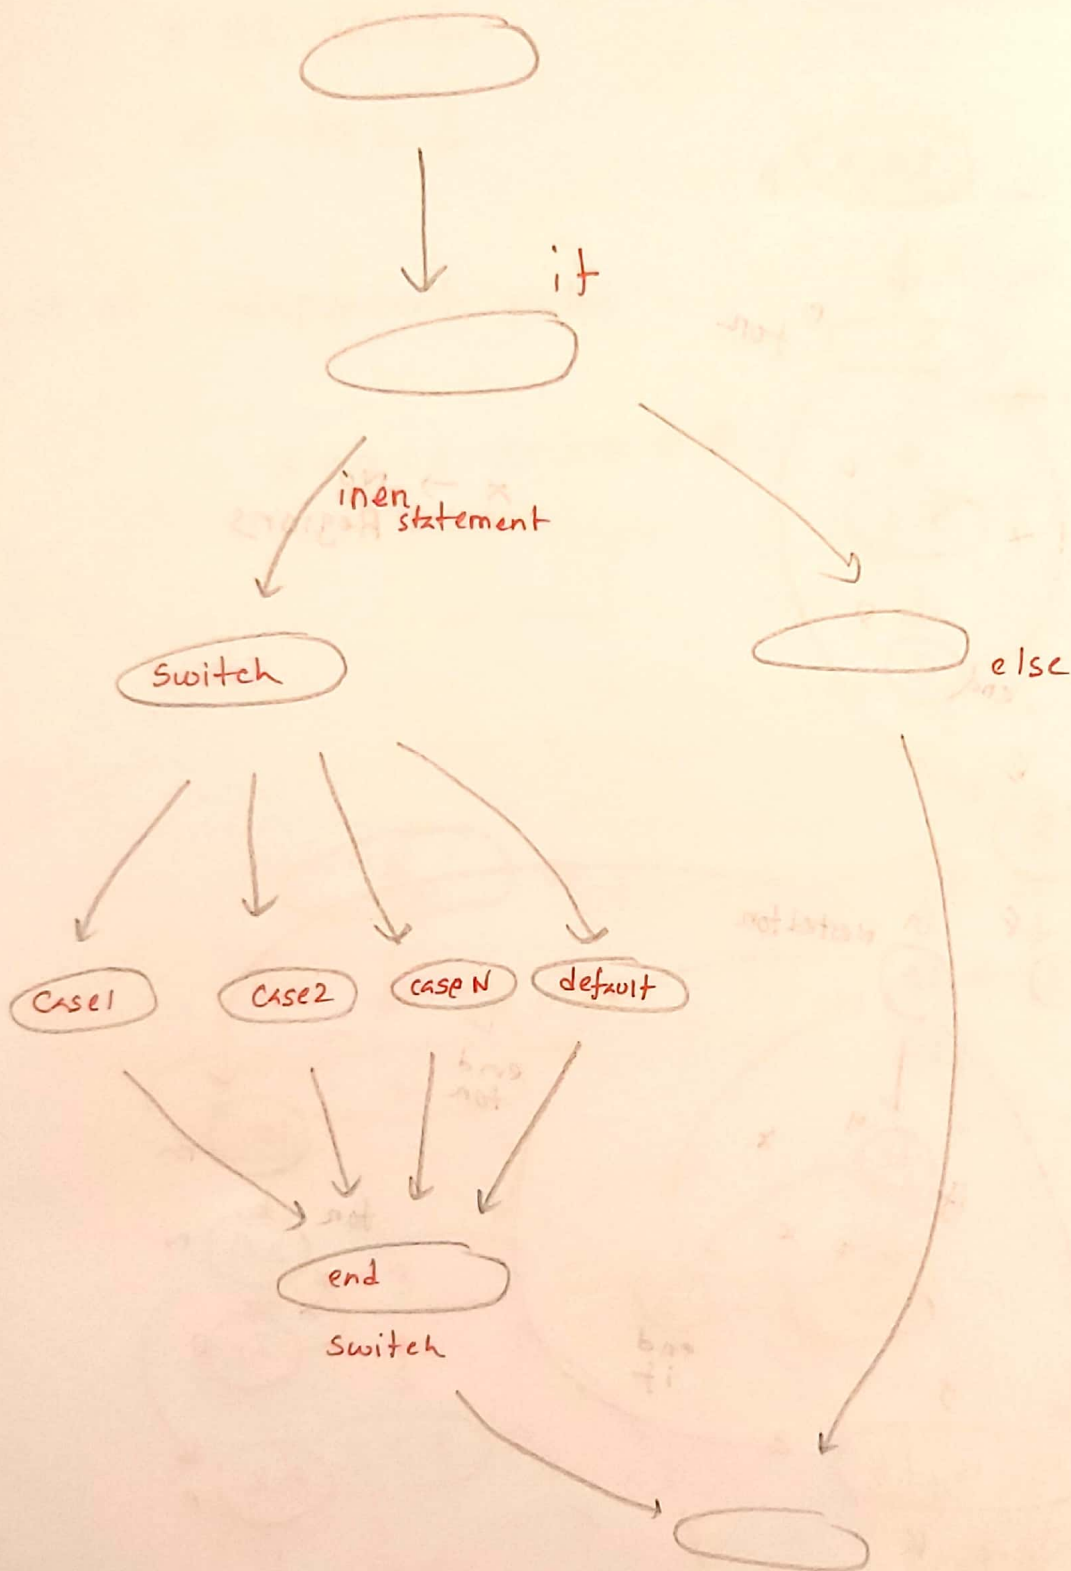 if
inen
statement
switch
else
case1
case2
case N
default
end
switch